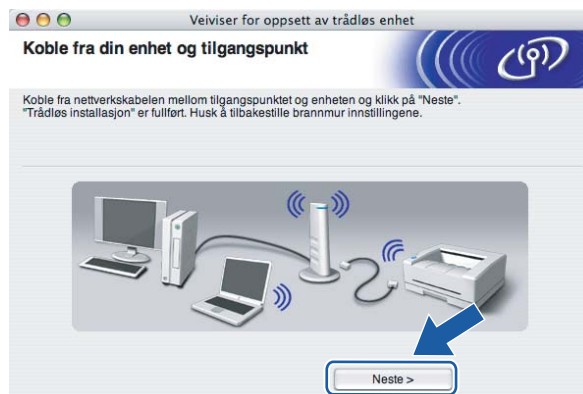 Veiviser for oppsett av trådløs enhet
Koble fra din enhet og tilgangspunkt
Koble fra nettverkskabelen mellom tilgangspunktet og enheten og klikk på "Neste".
"Trådløs installasjon" er fullført. Husk å tilbakestille brannmur innstillingene.
Neste >